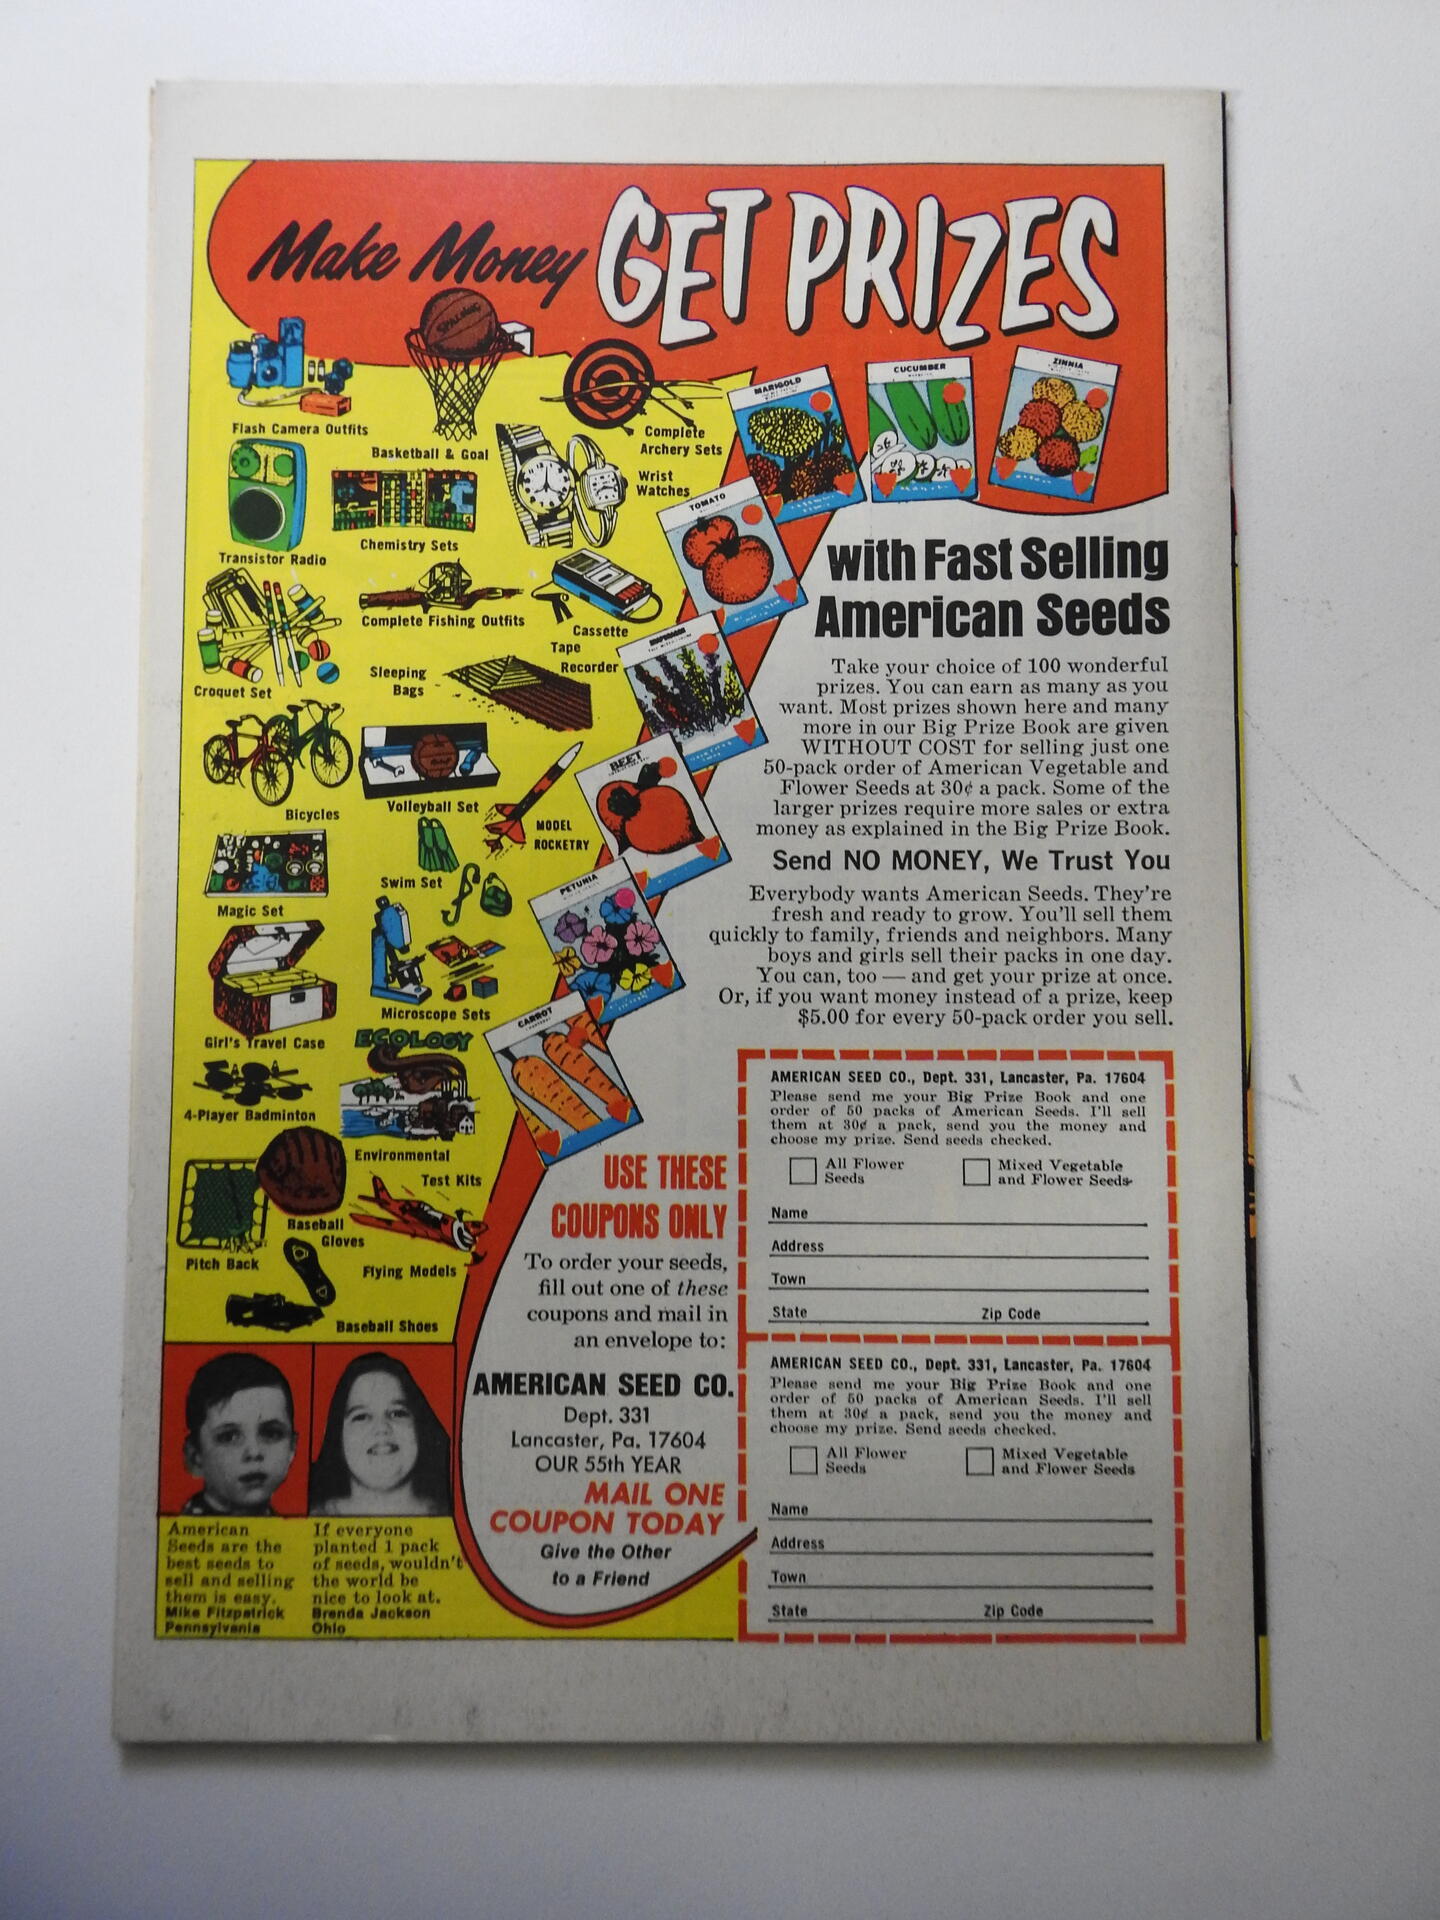 Make Money GET PRIZES
SPALDING
Flash Camera Outfits
Basketball & Goal
Complete
Archery Sets
Wrist
Watches
Transistor Radio
Chemistry Sets
Complete Fishing Outfits
Cassette
Tape
Recorder
Croquet Set
Sleeping
Bags
Bicycles
Volleyball Set
MODEL
ROCKETRY
Swim Set
Magic Set
Microscope Sets
Girl's Travel Case
ECOLOGY
4-Player Badminton
Environmental
Test Kits
Baseball
Gloves
Pitch Back
Flying Models
Baseball Shoes
MARIGOLD
CUCUMBER
ZINNIA
TOMATO
BEET
PETUNIA
CARROT
with Fast Selling
American Seeds
Take your choice of 100 wonderful
prizes. You can earn as many as you
want. Most prizes shown here and many
more in our Big Prize Book are given
WITHOUT COST for selling just one
50-pack order of American Vegetable and
Flower Seeds at 30¢ a pack. Some of the
larger prizes require more sales or extra
money as explained in the Big Prize Book.
Send NO MONEY, We Trust You
Everybody wants American Seeds. They're
fresh and ready to grow. You'll sell them
quickly to family, friends and neighbors. Many
boys and girls sell their packs in one day.
You can, too — and get your prize at once.
Or, if you want money instead of a prize, keep
$5.00 for every 50-pack order you sell.
USE THESE
COUPONS ONLY
To order your seeds,
fill out one of these
coupons and mail in
an envelope to:
AMERICAN SEED CO.
Dept. 331
Lancaster, Pa. 17604
OUR 55th YEAR
MAIL ONE
COUPON TODAY
Give the Other
to a Friend
AMERICAN SEED CO., Dept. 331, Lancaster, Pa. 17604
Please send me your Big Prize Book and one
order of 50 packs of American Seeds. I'll sell
them at 30¢ a pack, send you the money and
choose my prize. Send seeds checked.
All Flower
Seeds
Mixed Vegetable
and Flower Seeds
Name
Address
Town
State Zip Code
AMERICAN SEED CO., Dept. 331, Lancaster, Pa. 17604
Please send me your Big Prize Book and one
order of 50 packs of American Seeds. I'll sell
them at 30¢ a pack, send you the money and
choose my prize. Send seeds checked.
All Flower
Seeds
Mixed Vegetable
and Flower Seeds
Name
Address
Town
State Zip Code
American
Seeds are the
best seeds to
sell and selling
them is easy.
Mike Fitzpatrick
Pennsylvania
If everyone
planted 1 pack
of seeds, wouldn't
the world be
nice to look at.
Brenda Jackson
Ohio